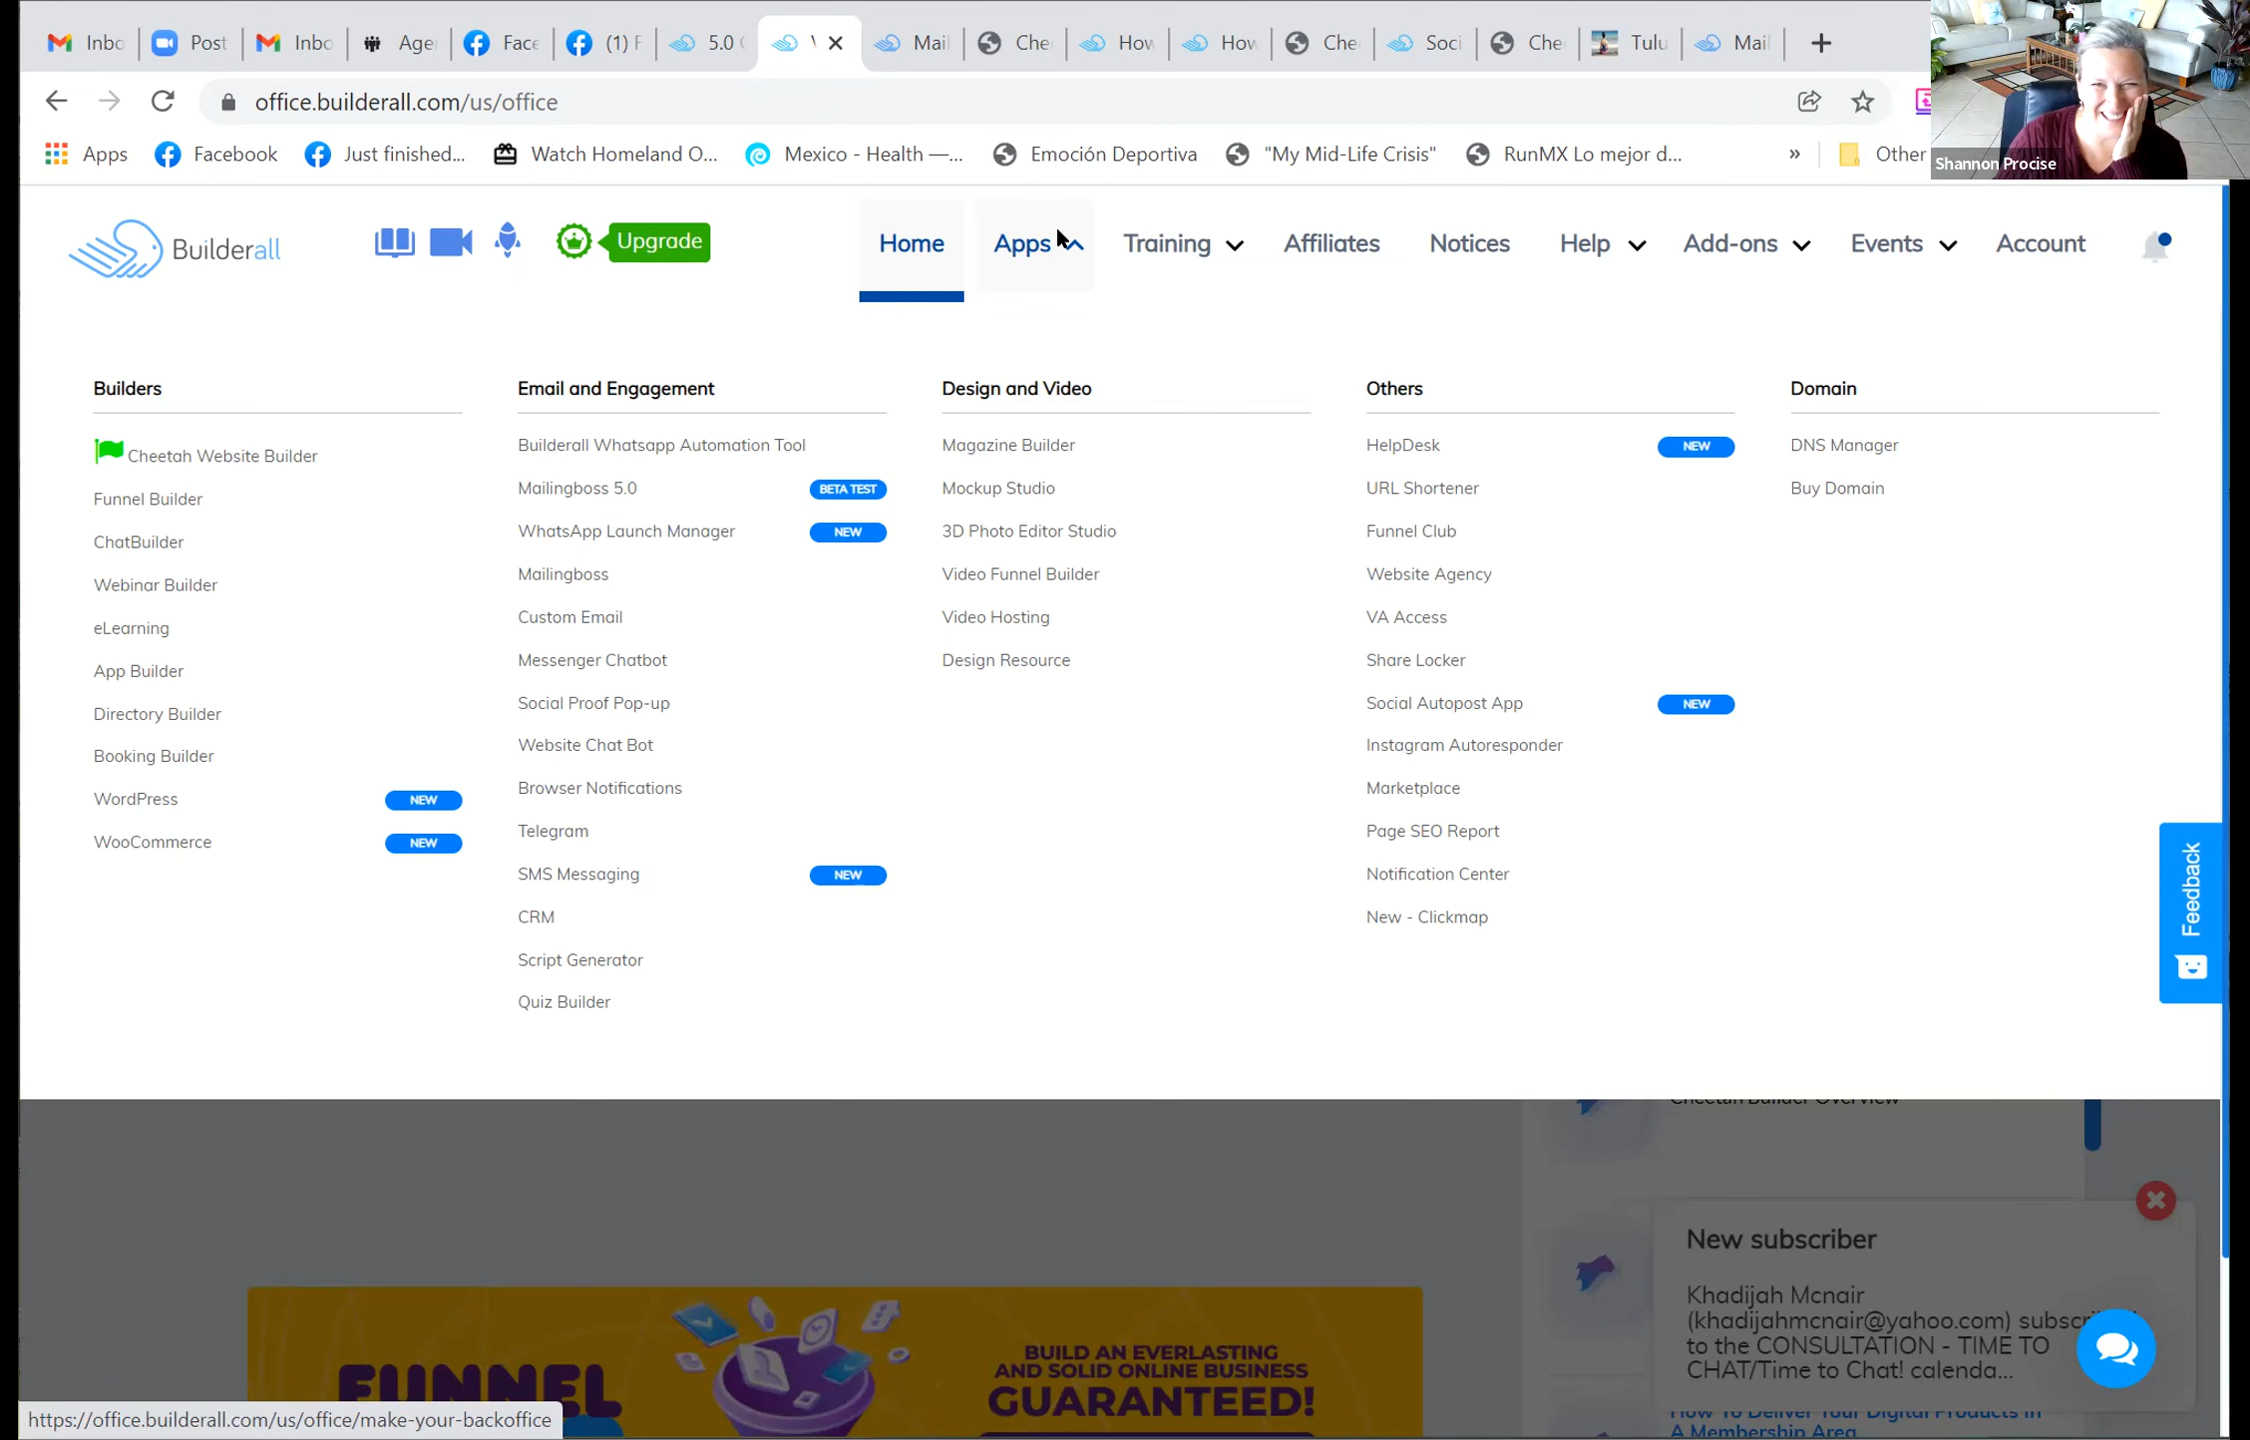 Inbo
Post
Inbo
Age
Face
(1) F
5.0 (
Mail
Che
How
How
Che
Soci
Che
Tulu
Mail
office.builderall.com/us/office
Apps
Facebook
Just finished...
Watch Homeland O...
Mexico - Health —...
Emoción Deportiva
"My Mid-Life Crisis"
RunMX Lo mejor d...
»
Other
Shannon Procise
Builderall
Upgrade
Home
Apps
Training
Affiliates
Notices
Help
Add-ons
Events
Account
Builders
Cheetah Website Builder
Funnel Builder
ChatBuilder
Webinar Builder
eLearning
App Builder
Directory Builder
Booking Builder
WordPress NEW
WooCommerce NEW
Email and Engagement
Builderall Whatsapp Automation Tool
Mailingboss 5.0 BETA TEST
WhatsApp Launch Manager NEW
Mailingboss
Custom Email
Messenger Chatbot
Social Proof Pop-up
Website Chat Bot
Browser Notifications
Telegram
SMS Messaging NEW
CRM
Script Generator
Quiz Builder
Design and Video
Magazine Builder
Mockup Studio
3D Photo Editor Studio
Video Funnel Builder
Video Hosting
Design Resource
Others
HelpDesk NEW
URL Shortener
Funnel Club
Website Agency
VA Access
Share Locker
Social Autopost App NEW
Instagram Autoresponder
Marketplace
Page SEO Report
Notification Center
New - Clickmap
Domain
DNS Manager
Buy Domain
Feedback
Cheetah Builder Overview
New subscriber
Khadijah Mcnair
(khadijahmcnair@yahoo.com) subscri
to the CONSULTATION - TIME TO
CHAT/Time to Chat! calenda...
How To Deliver Your Digital Products In
A Membership Area
FUNNEL
BUILD AN EVERLASTING
AND SOLID ONLINE BUSINESS
GUARANTEED!
https://office.builderall.com/us/office/make-your-backoffice